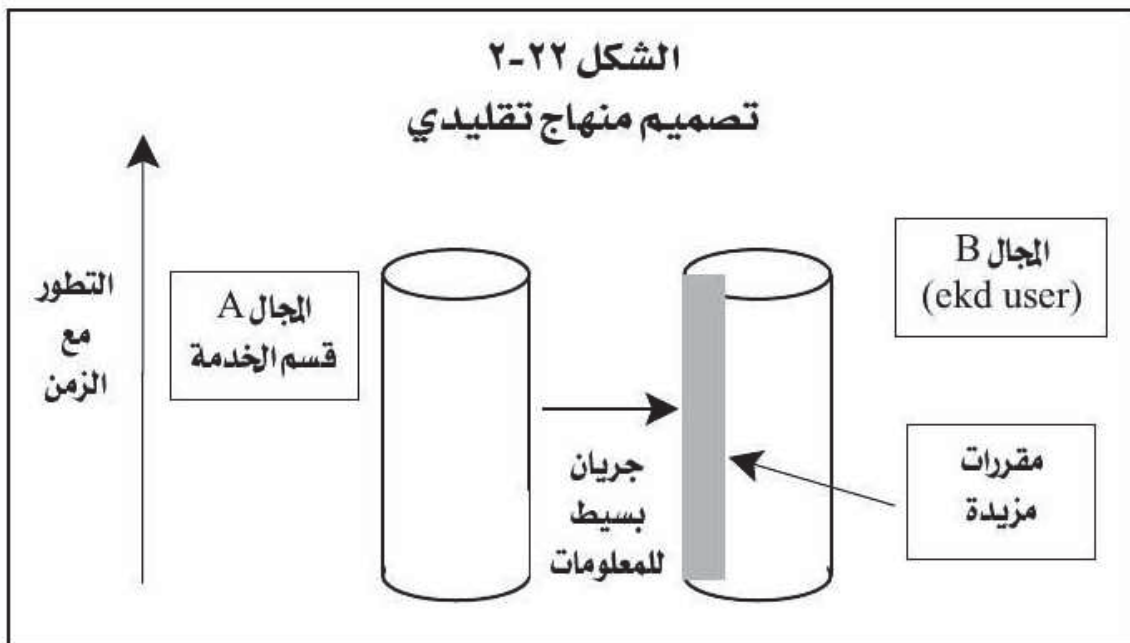 الشكل ٢٢-٢
تصميم منهاج تقليدي
التطور
مع
الزمن
المجال A
قسم الخدمة
جريان
بسيط
للمعلومات
المجال B
(ekd user)
مقررات
مزيدة